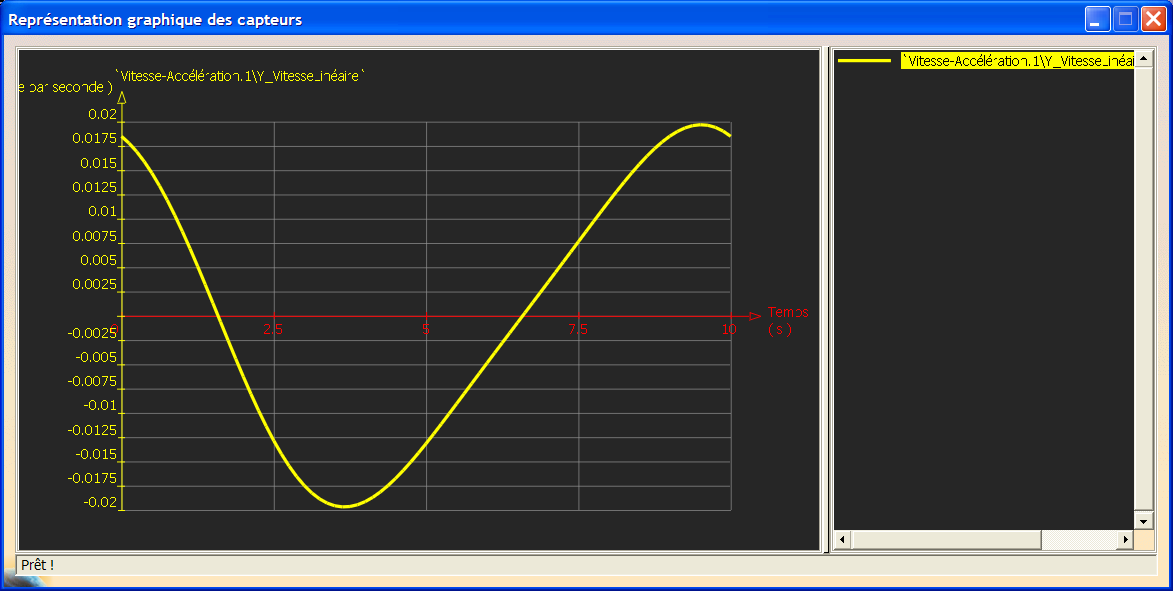 Représentation graphique des capteurs
`Vitesse-Accélération.1\Y_Vitesse_inéaire`
e par seconde )
0.02
0.0175
0.015
0.0125
0.01
0.0075
0.005
0.0025
-0.0025
-0.005
-0.0075
-0.01
-0.0125
-0.015
-0.0175
-0.02
2.5
5
7.5
10
Temps
( s )
`Vitesse-Accélération.1\Y_Vitesse_inéai
Prêt !